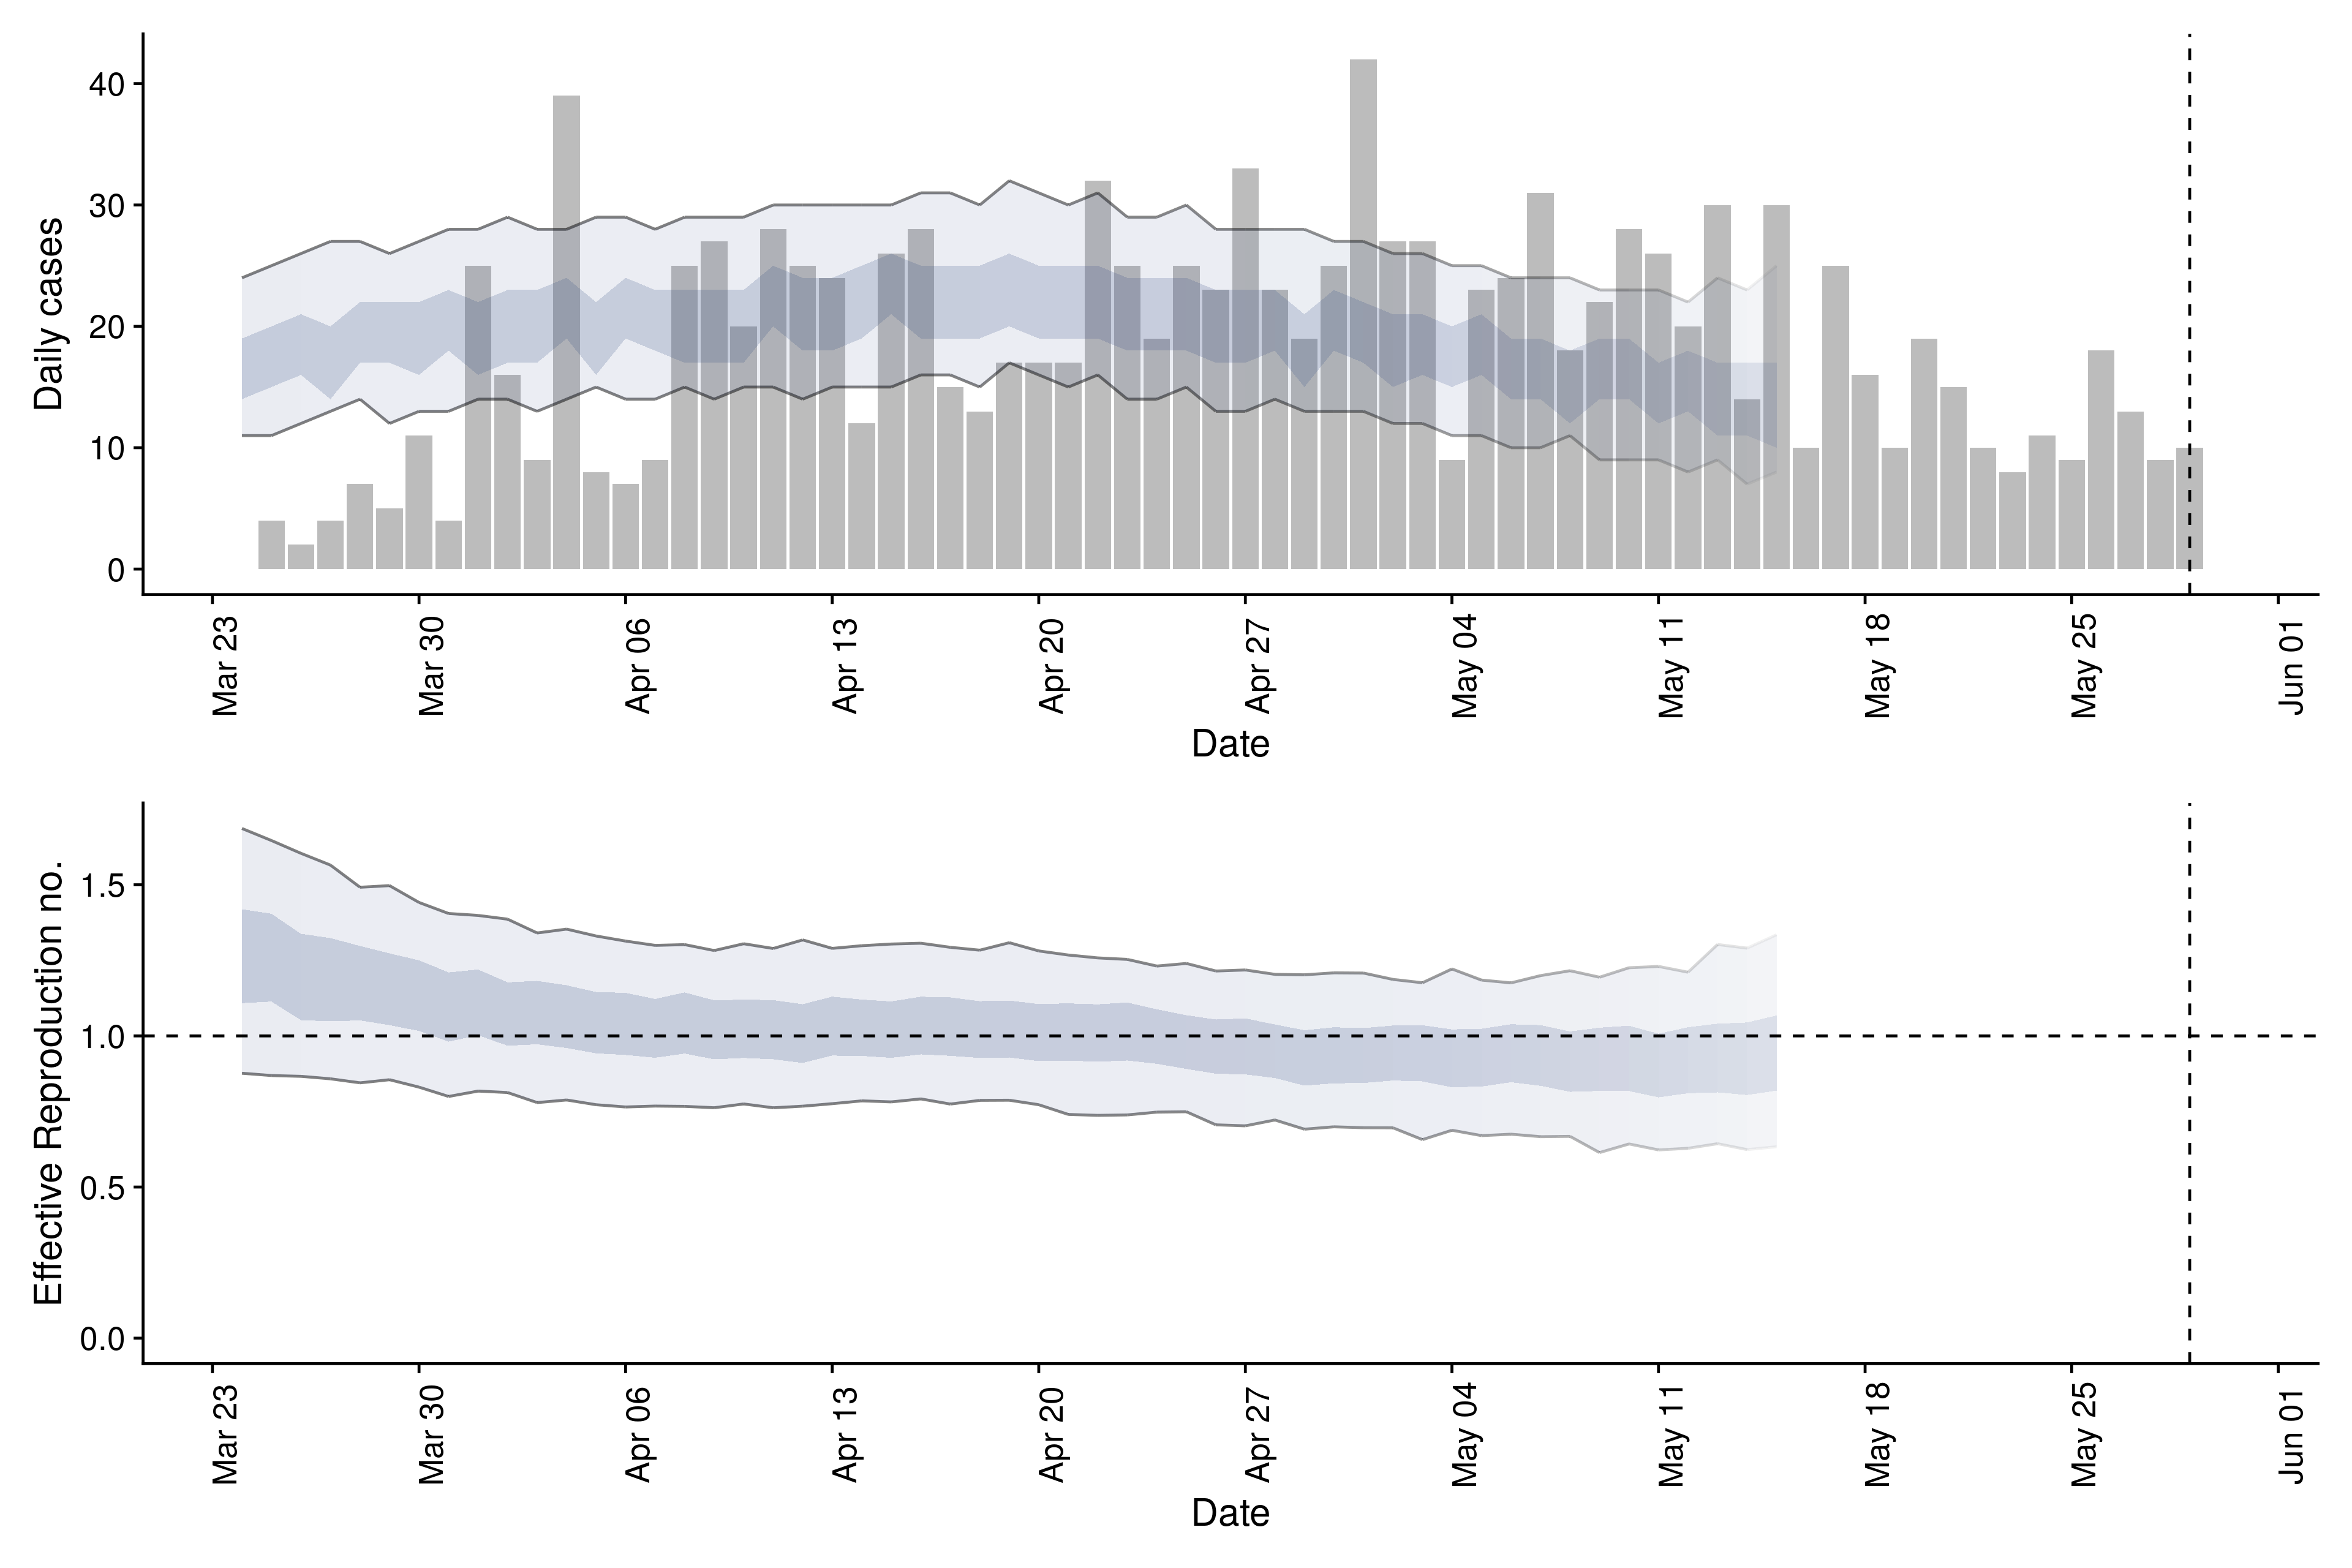 Daily cases
40
30
20
10
0
Mar 23
Mar 30
Apr 06
Apr 13
Apr 20
Apr 27
May 04
May 11
May 18
May 25
Jun 01
Date
Effective Reproduction no.
1.5
1.0
0.5
0.0
Mar 23
Mar 30
Apr 06
Apr 13
Apr 20
Apr 27
May 04
May 11
May 18
May 25
Jun 01
Date